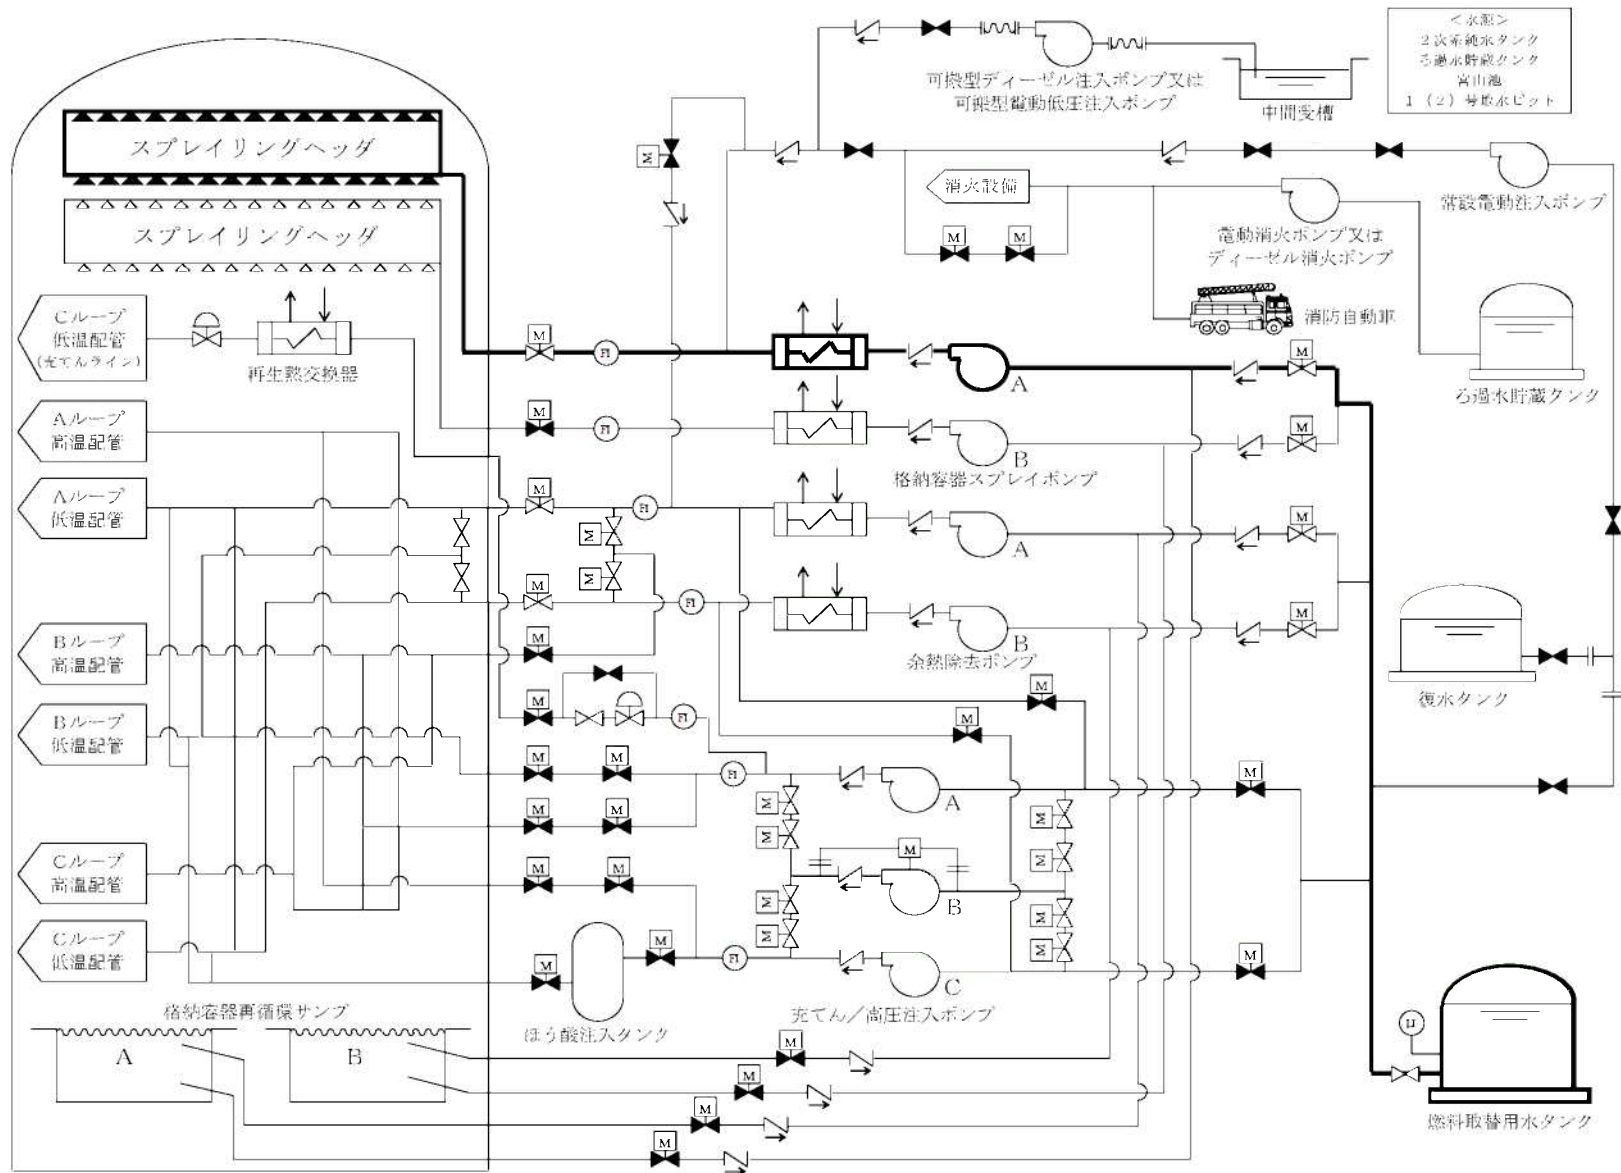 ＜水源＞
2次系純水タンク
ろ過水貯蔵タンク
宮山池
1（2）号取水ピット
可搬型ディーゼル注入ポンプ又は
可搬型電動低圧注入ポンプ
中間受槽
スプレイリングヘッダ
スプレイリングヘッダ
M
消火設備
常設電動注入ポンプ
M
M
電動消火ポンプ又は
ディーゼル消火ポンプ
消防自動車
ろ過水貯蔵タンク
Cループ
低温配管
(充てんライン)
再生熱交換器
M
FI
A
M
Aループ
高温配管
M
FI
B
M
格納容器スプレイポンプ
Aループ
低温配管
M
FI
M
M
A
M
M
FI
B
M
余熱除去ポンプ
Bループ
高温配管
M
M
M
復水タンク
Bループ
低温配管
M
FI
M
M
FI
A
M
M
M
M
M
M
M
M
B
Cループ
高温配管
M
M
M
M
M
M
Cループ
低温配管
M
M
FI
C
M
ほう酸注入タンク
充てん／高圧注入ポンプ
格納容器再循環サンプ
A
B
M
M
M
M
LI
燃料取替用水タンク